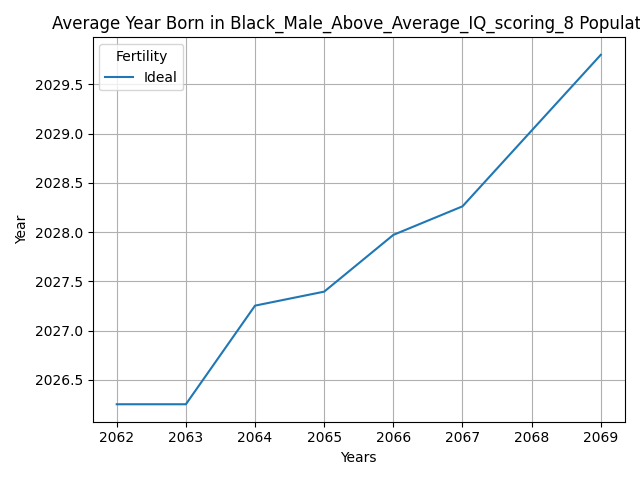 Average Year Born in Black_Male_Above_Average_IQ_scoring_8 Populat
Fertility
Ideal
2029.5
2029.0
2028.5
2028.0
2027.5
2027.0
2026.5
Year
2062 2063 2064 2065 2066 2067 2068 2069
Years